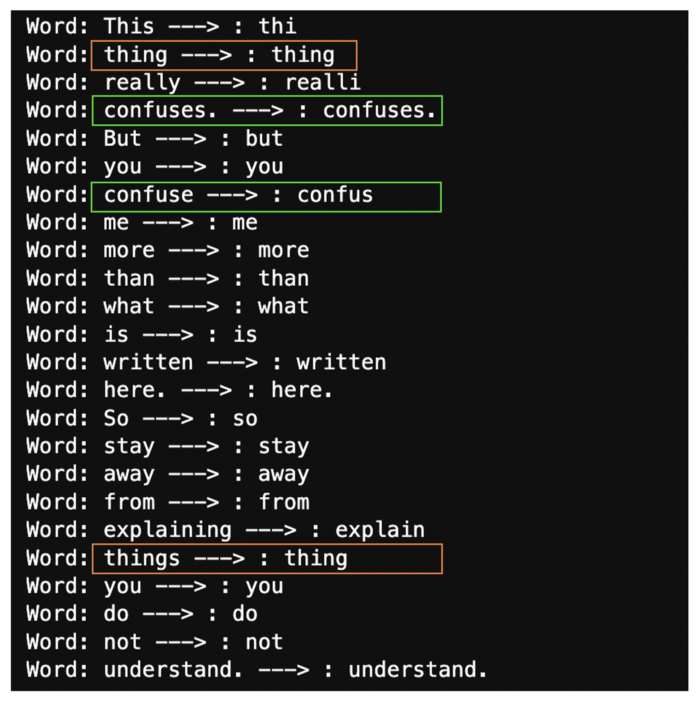 Word: This ---> : thi
Word: thing ---> : thing
Word: really ---> : realli
Word: confuses. ---> : confuses.
Word: But ---> : but
Word: you ---> : you
Word: confuse ---> : confus
Word: me ---> : me
Word: more ---> : more
Word: than ---> : than
Word: what ---> : what
Word: is ---> : is
Word: written ---> : written
Word: here. ---> : here.
Word: So ---> : so
Word: stay ---> : stay
Word: away ---> : away
Word: from ---> : from
Word: explaining ---> : explain
Word: things ---> : thing
Word: you ---> : you
Word: do ---> : do
Word: not ---> : not
Word: understand. ---> : understand.